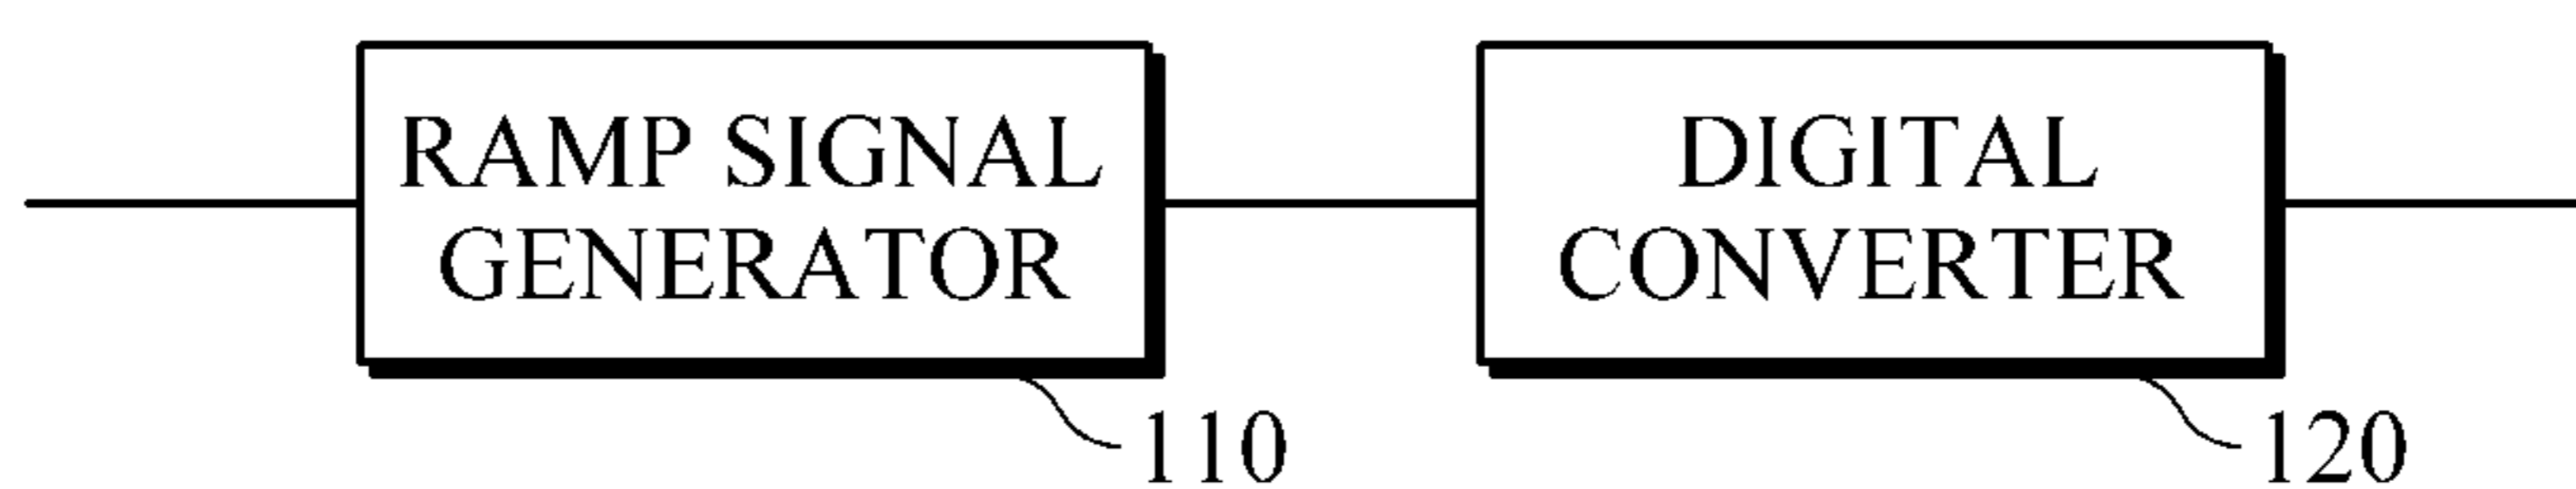 RAMP SIGNAL
GENERATOR
110
DIGITAL
CONVERTER
120